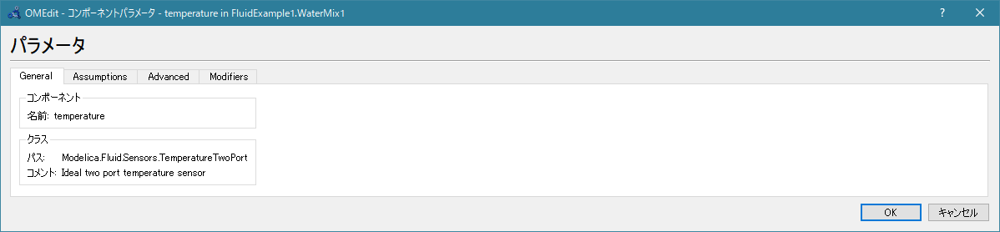 OMEdit - コンポーネントパラメータ - temperature in FluidExample1.WaterMix1
パラメータ
General Assumptions Advanced Modifiers
コンポーネント
名前: temperature
クラス
パス: Modelica.Fluid.Sensors.TemperatureTwoPort
コメント: Ideal two port temperature sensor
OK キャンセル